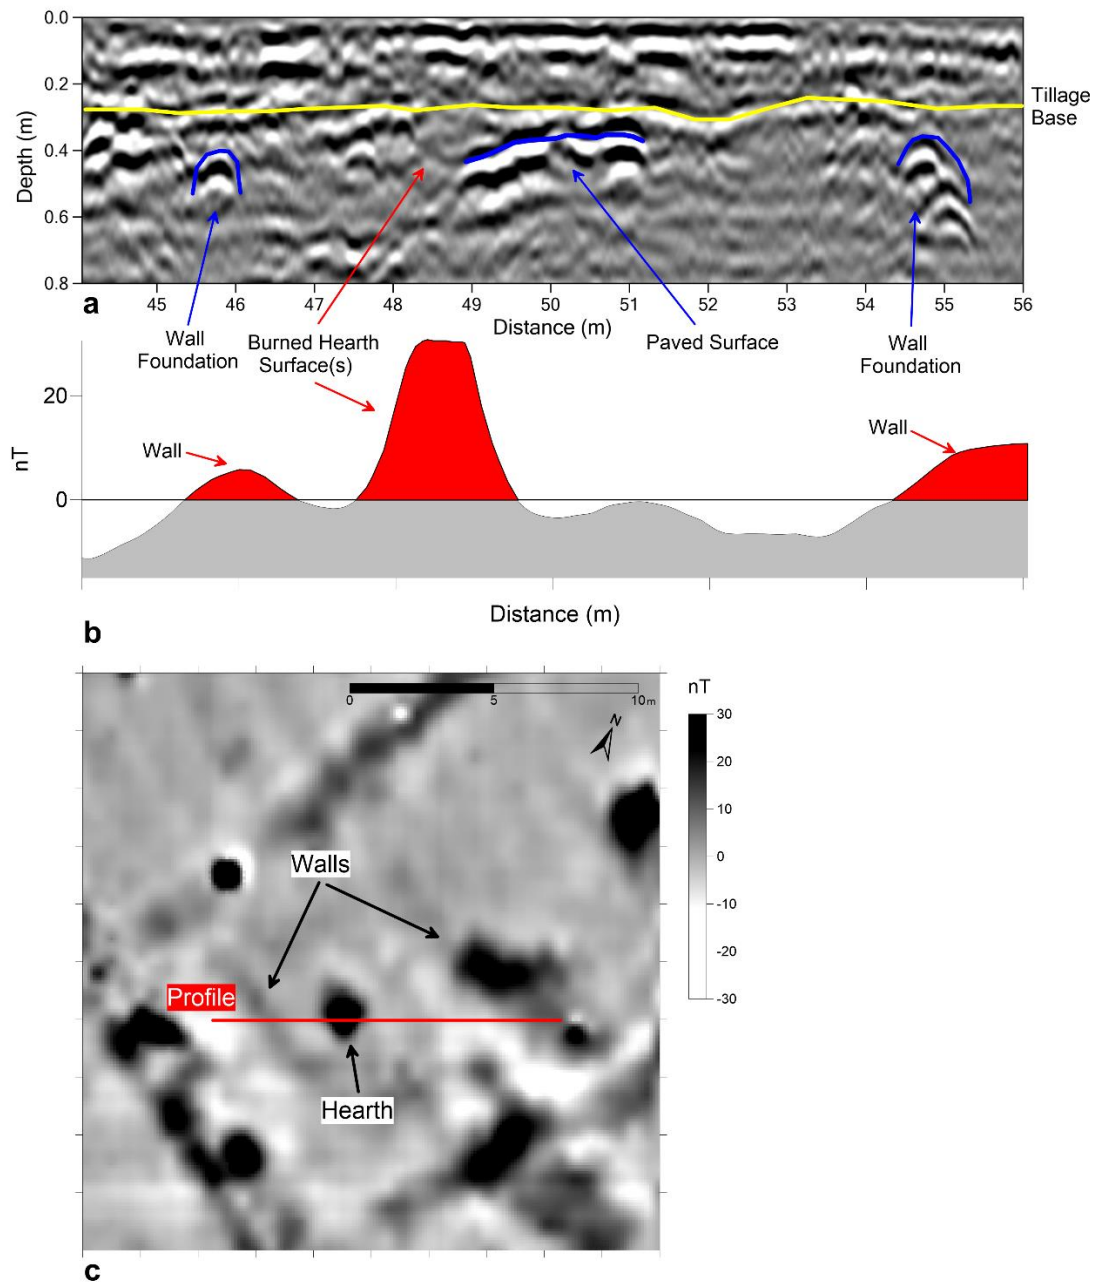 0.0
0.2
Tillage
Base
Depth (m)
0.4
0.6
0.8
45 46 47 48 49 50 51 52 53 54 55 56
a
Distance (m)
Wall
Foundation
Burned Hearth
Surface(s)
Paved Surface
Wall
Foundation
20
Wall
Wall
nT
0
Distance (m)
b
0 5 10 m
N
nT
30
20
10
0
-10
-20
-30
Walls
Profile
Hearth
c